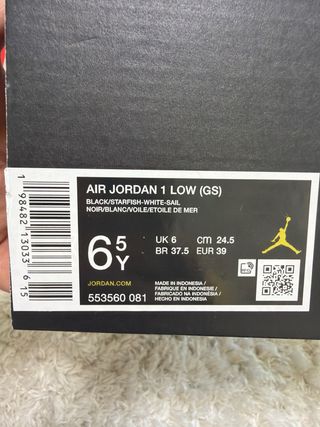 AIR JORDAN 1 LOW (GS)
BLACK/STARFISH-WHITE-SAIL
NOIR/BLANC/VOILE/ETOILE DE MER
6 5 Y
UK 6 cm 24.5
BR 37.5 EUR 39
JORDAN.COM
553560 081
MADE IN INDONESIA /
FABRIQUE EN INDONESIE /
FABRICADO NA INDONÉSIA /
HECHO EN INDONESIA
1 98482 13033 6 15